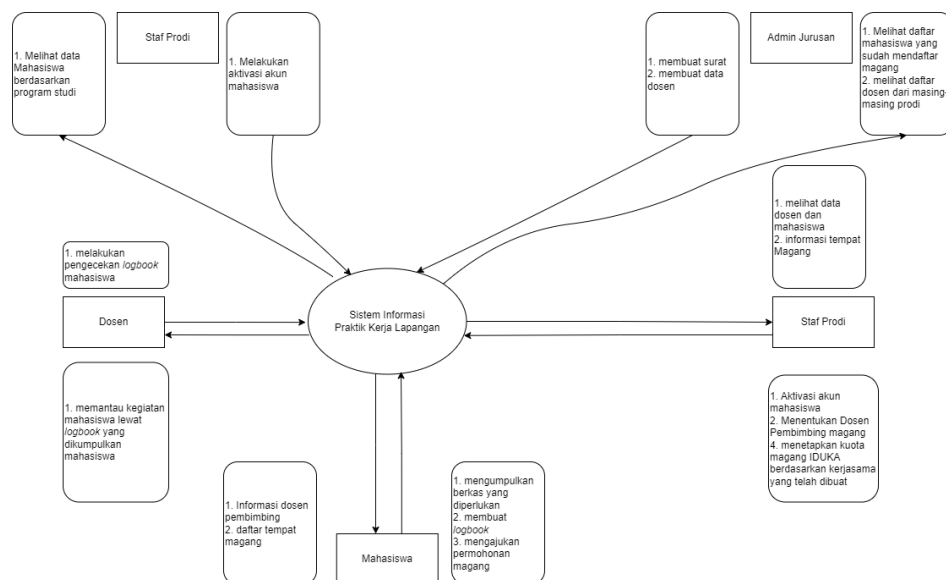 Staf Prodi
1. Melihat data
Mahasiswa
berdasarkan
program studi
1. Melakukan
aktivasi akun
mahasiswa
Admin Jurusan
1. membuat surat
2. membuat data
dosen
1. Melihat daftar
mahasiswa yang
sudah mendaftar
magang
2. melihat daftar
dosen dari masing-
masing prodi
1. melihat data
dosen dan
mahasiswa
2. informasi tempat
Magang
1. melakukan
pengecekan logbook
mahasiswa
Dosen
Sistem Informasi
Praktik Kerja Lapangan
Staf Prodi
1. memantau kegiatan
mahasiswa lewat
logbook yang
dikumpulkan
mahasiswa
1. Aktivasi akun
mahasiswa
2. Menentukan Dosen
Pembimbing magang
4. menetapkan kuota
magang IDUKA
berdasarkan kerjasama
yang telah dibuat
1. Informasi dosen
pembimbing
2. daftar tempat
magang
1. mengumpulkan
berkas yang
diperlukan
2. membuat
logbook
3. mengajukan
permohonan
magang
Mahasiswa